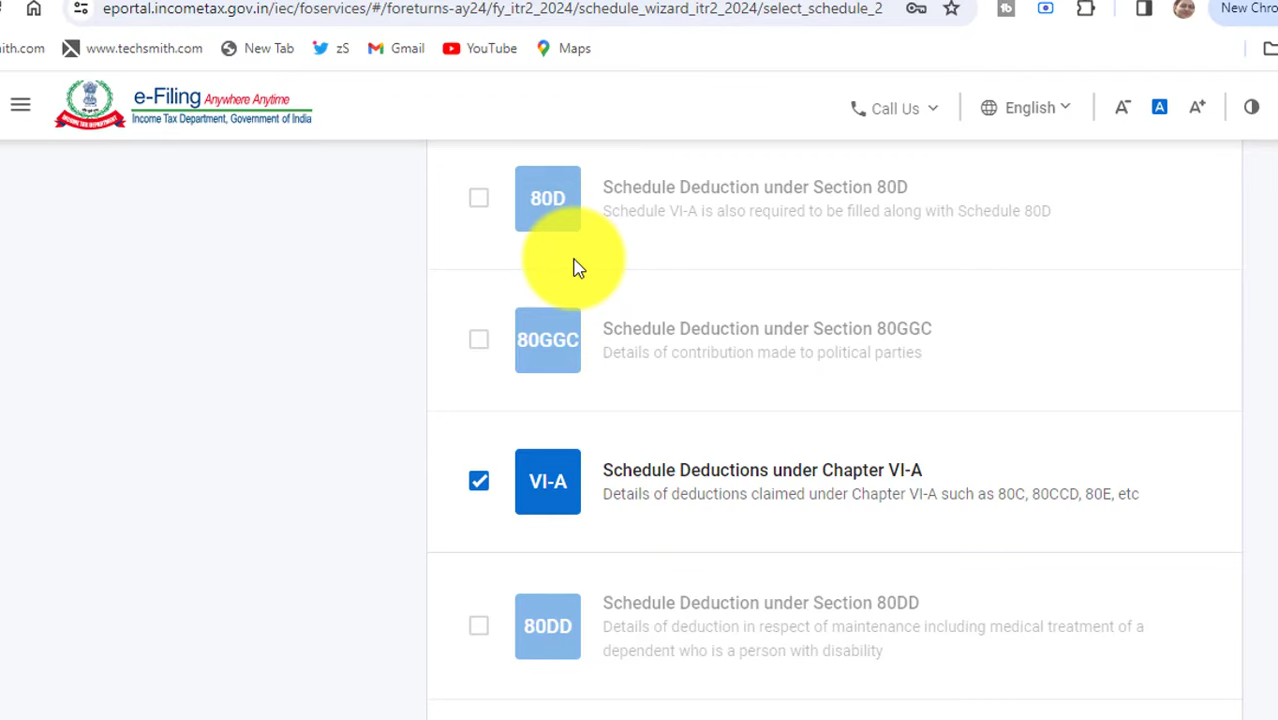 eportal.incometax.gov.in/iec/foservices/#/foreturns-ay24/fy_itr2_2024/schedule_wizard_itr2_2024/select_schedule_2
New Chro
ith.com
www.techsmith.com
New Tab
zS
Gmail
YouTube
Maps
e-Filing Anywhere Anytime
Income Tax Department, Government of India
Call Us
English
A-
A
A+
80D
Schedule Deduction under Section 80D
Schedule VI-A is also required to be filled along with Schedule 80D
80GGC
Schedule Deduction under Section 80GGC
Details of contribution made to political parties
VI-A
Schedule Deductions under Chapter VI-A
Details of deductions claimed under Chapter VI-A such as 80C, 80CCD, 80E, etc
80DD
Schedule Deduction under Section 80DD
Details of deduction in respect of maintenance including medical treatment of a
dependent who is a person with disability